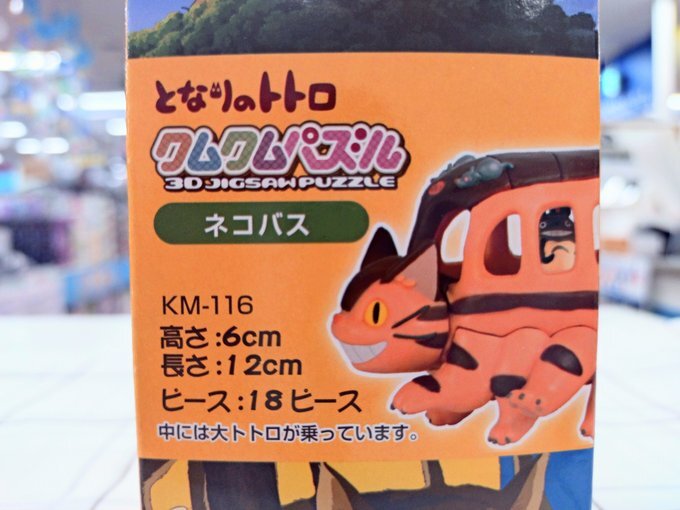 となりのトトロ
クムクムパズル
3D JIGSAW PUZZLE
ネコバス
KM-116
高さ:6cm
長さ:12cm
ピース:18ピース
中には大トトロが乗っています。